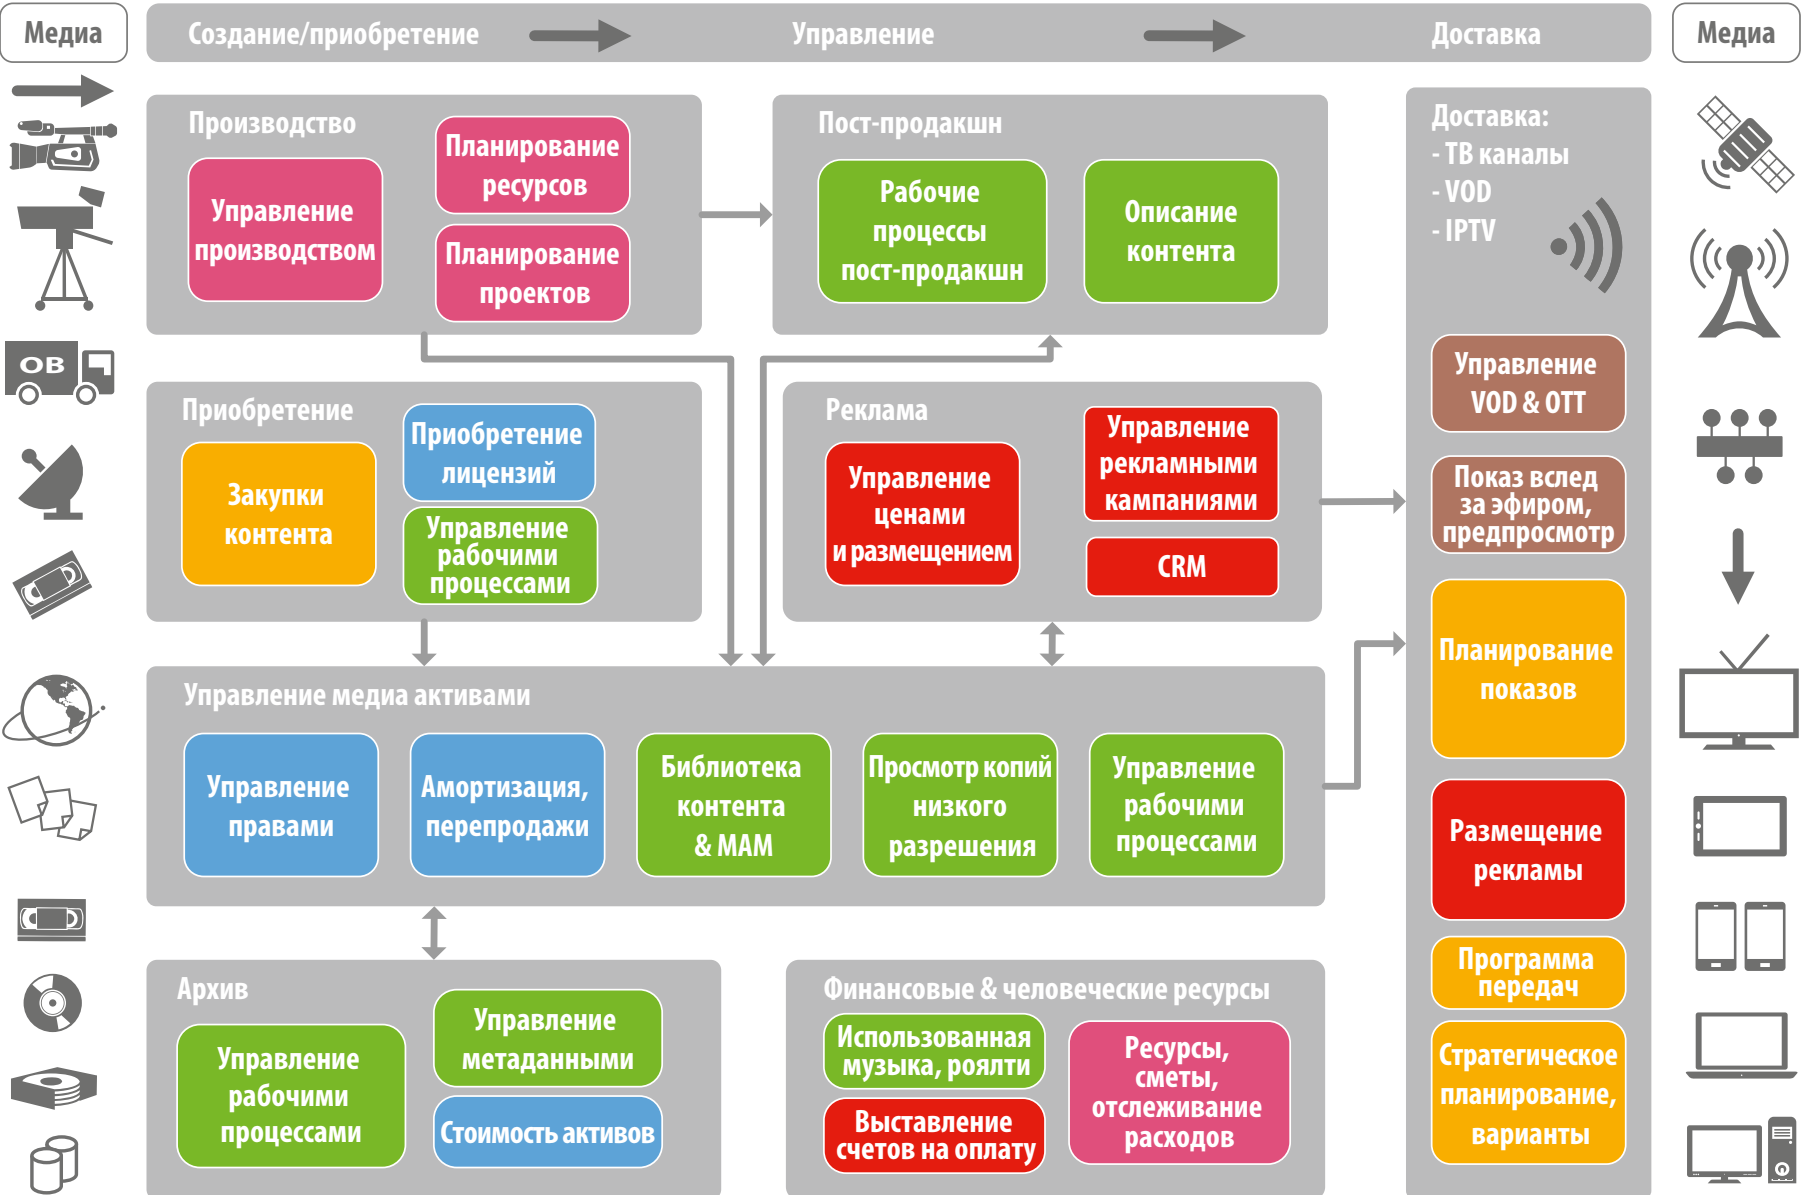 Медиа
Создание/приобретение
Управление
Доставка
Медиа
Производство
Управление
производством
Планирование
ресурсов
Планирование
проектов
Пост-продакшн
Рабочие
процессы
пост-продакшн
Описание
контента
Доставка:
- ТВ каналы
- VOD
- IPTV
OB
Приобретение
Закупки
контента
Приобретение
лицензий
Управление
рабочими
процессами
Реклама
Управление
ценами
и размещением
Управление
рекламными
кампаниями
CRM
Управление
VOD & OTT
Показ вслед
за эфиром,
предпросмотр
Планирование
показов
Размещение
рекламы
Программа
передач
Стратегическое
планирование,
варианты
Управление медиа активами
Управление
правами
Амортизация,
перепродажи
Библиотека
контента
& MAM
Просмотр копий
низкого
разрешения
Управление
рабочими
процессами
Архив
Управление
рабочими
процессами
Управление
метаданными
Стоимость активов
Финансовые & человеческие ресурсы
Использованная
музыка, роялти
Выставление
счетов на оплату
Ресурсы,
сметы,
отслеживание
расходов